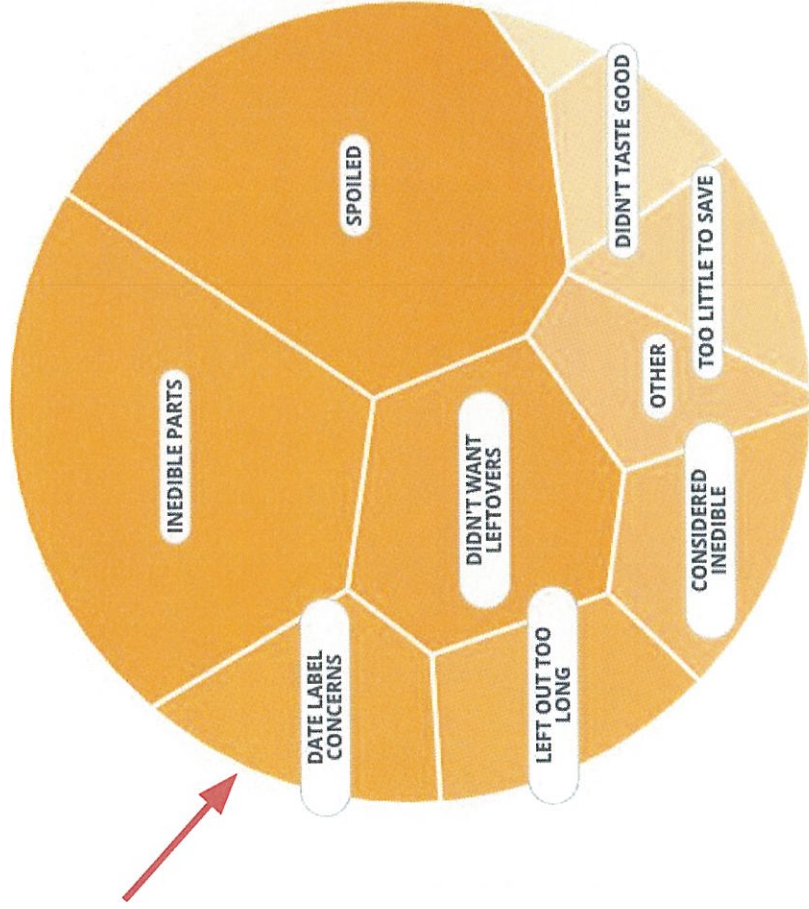 INEDIBLE PARTS
SPOILED
DATE LABEL
CONCERNS
DIDN'T WANT
LEFTOVERS
DIDN'T TASTE GOOD
LEFT OUT TOO
LONG
OTHER
TOO LITTLE TO SAVE
CONSIDERED
INEDIBLE